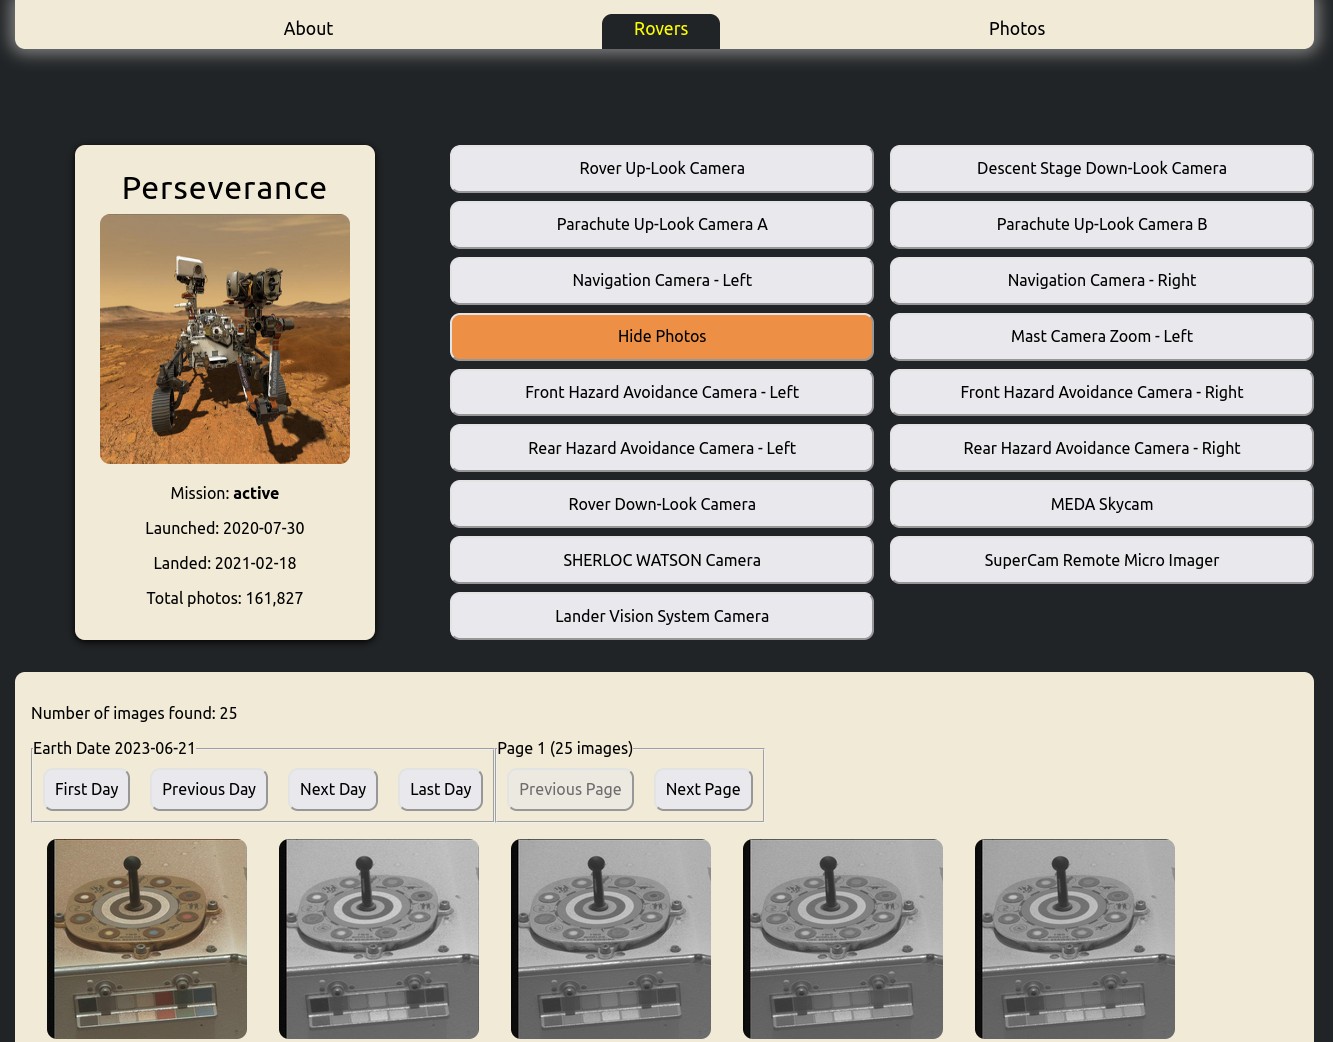 About
Rovers
Photos
Perseverance
Mission: active
Launched: 2020-07-30
Landed: 2021-02-18
Total photos: 161,827
Rover Up-Look Camera
Descent Stage Down-Look Camera
Parachute Up-Look Camera A
Parachute Up-Look Camera B
Navigation Camera - Left
Navigation Camera - Right
Hide Photos
Mast Camera Zoom - Left
Front Hazard Avoidance Camera - Left
Front Hazard Avoidance Camera - Right
Rear Hazard Avoidance Camera - Left
Rear Hazard Avoidance Camera - Right
Rover Down-Look Camera
MEDA Skycam
SHERLOC WATSON Camera
SuperCam Remote Micro Imager
Lander Vision System Camera
Number of images found: 25
Earth Date 2023-06-21
First Day
Previous Day
Next Day
Last Day
Page 1 (25 images)
Previous Page
Next Page